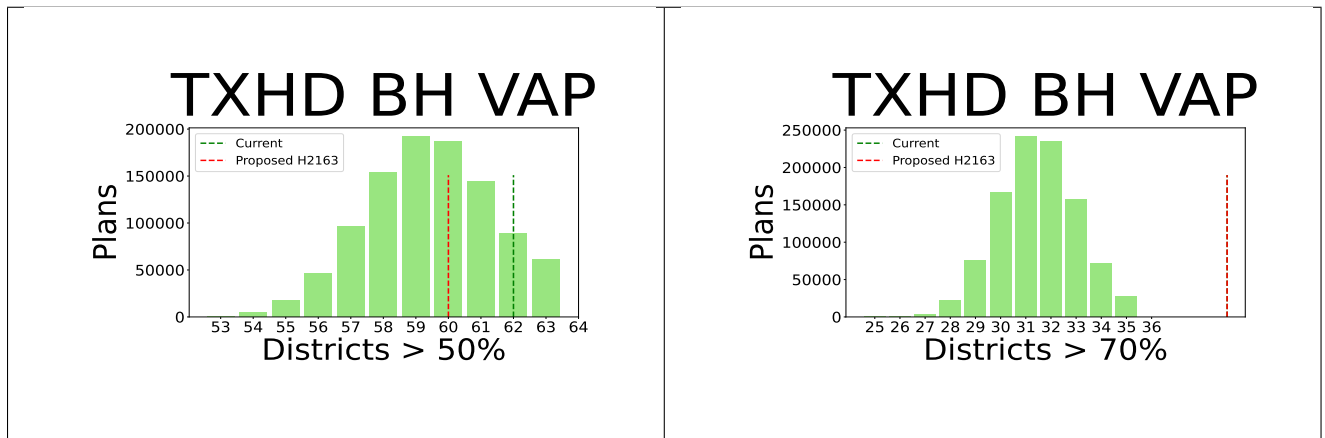 TXHD BH VAP
200000
150000
100000
50000
0
Plans
Current
Proposed H2163
53 54 55 56 57 58 59 60 61 62 63 64
Districts > 50%
TXHD BH VAP
250000
200000
150000
100000
50000
0
Plans
Current
Proposed H2163
25 26 27 28 29 30 31 32 33 34 35 36
Districts > 70%